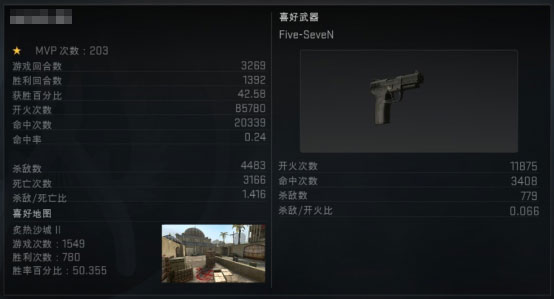 MVP 次数：203
游戏回合数 3269
胜利回合数 1392
获胜百分比 42.58
开火次数 85780
命中次数 20339
命中率 0.24
杀敌数 4483
死亡次数 3166
杀敌/死亡比 1.416
喜好地图
炙热沙城 II
游戏次数：1549
胜利次数：780
胜率百分比：50.355
喜好武器
Five-SeveN
开火次数 11875
命中次数 3408
杀敌数 779
杀敌/开火比 0.066